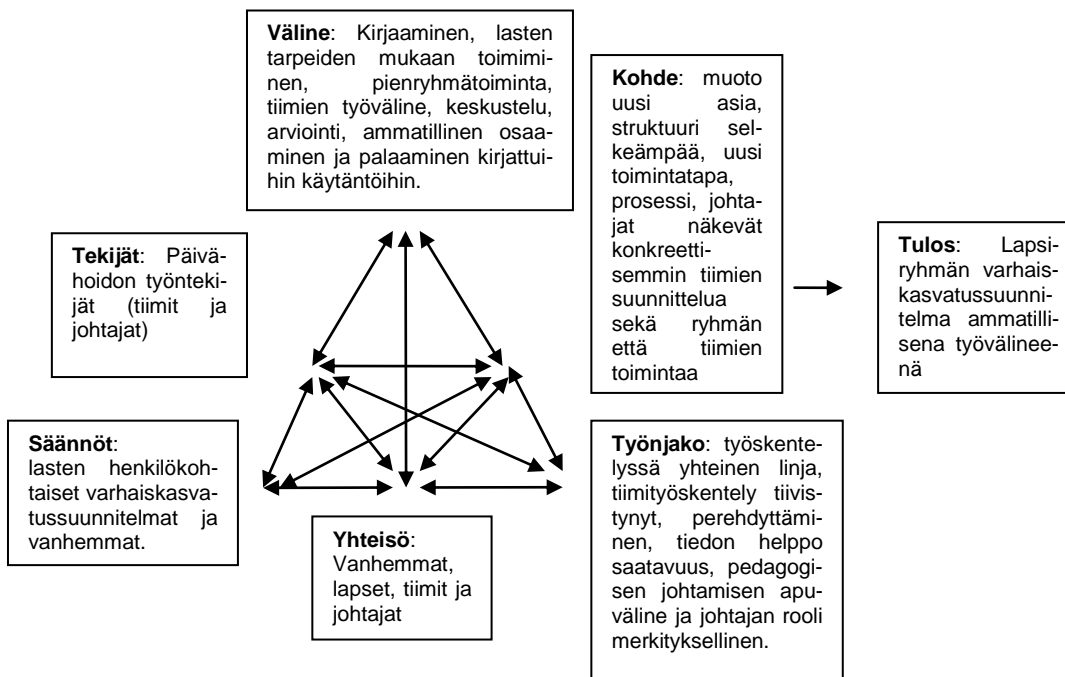 Väline: Kirjaaminen, lasten
tarpeiden mukaan toimimi-
nen, pienryhmätoiminta,
tiimien työväline, keskustelu,
arviointi, ammatillinen osaa-
minen ja palaaminen kirjattui-
hin käytäntöihin.
Kohde: muoto
uusi asia,
struktuuri sel-
keämpää, uusi
toimintatapa,
prosessi, johta-
jat näkevät
konkreetti-
semmin tiimien
suunnittelua
sekä ryhmän
että tiimien
toimintaa
Tulos: Lapsi-
ryhmän varhais-
kasvatussuunni-
telma ammatilli-
sena työvälinee-
nä
Tekijät: Päivä-
hoidon työnteki-
jät (tiimit ja
johtajat)
Säännöt:
lasten henkilökoh-
taiset varhaiskasva-
tussuunnitelmat ja
vanhemmat.
Yhteisö:
Vanhemmat,
lapset, tiimit ja
johtajat
Työnjako: työskente-
lyssä yhteinen linja,
tiimityöskentely tiivis-
tynyt, perehdyttämi-
nen, tiedon helppo
saatavuus, pedagogi-
sen johtamisen apu-
väline ja johtajan rooli
merkityksellinen.